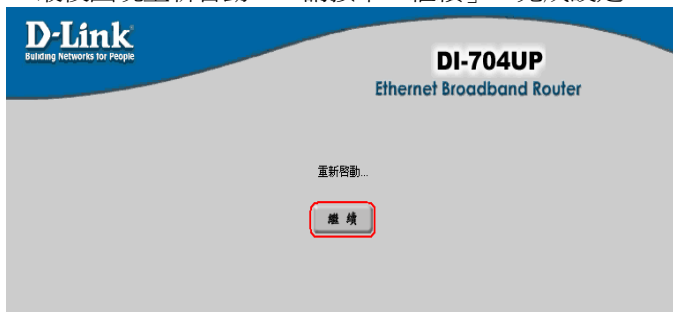 D-Link
Building Networks for People
DI-704UP
Ethernet Broadband Router
重新啓動...
繼 續